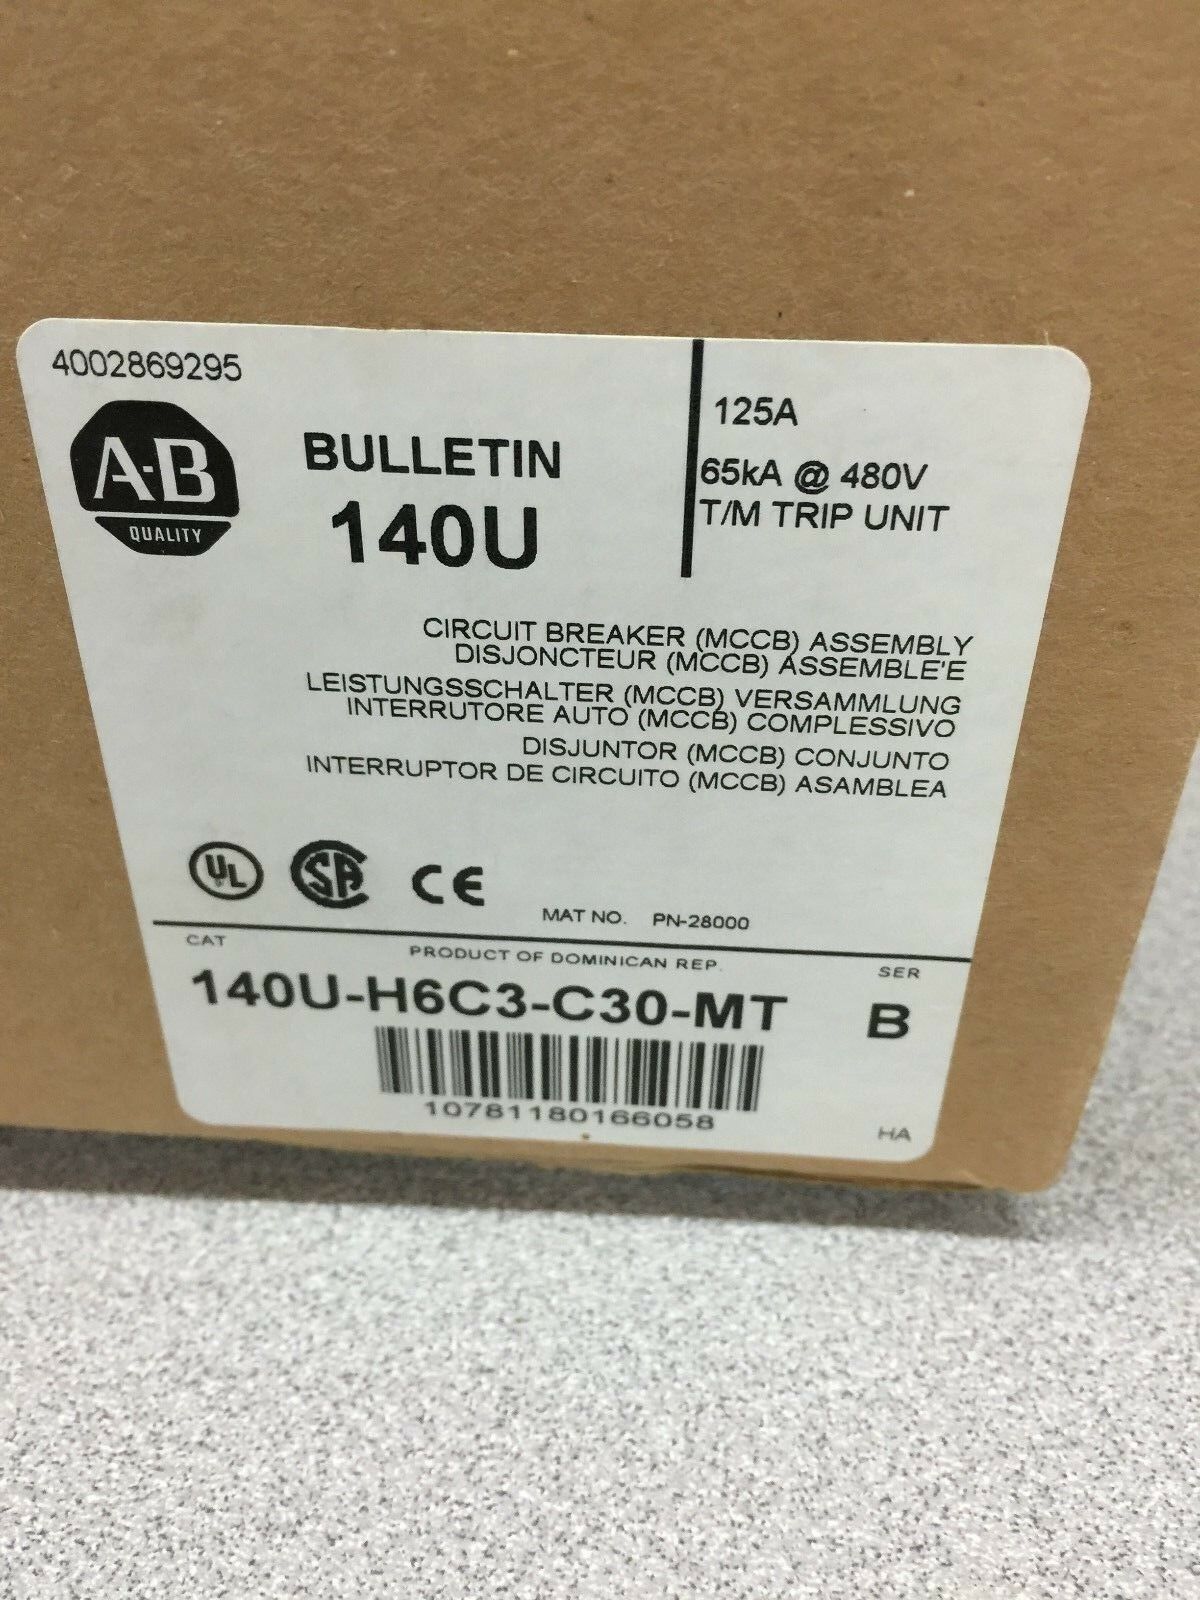 4002869295
A-B
QUALITY
BULLETIN
140U
125A
65kA @ 480V
T/M TRIP UNIT
CIRCUIT BREAKER (MCCB) ASSEMBLY
DISJONCTEUR (MCCB) ASSEMBLE'E
LEISTUNGSSCHALTER (MCCB) VERSAMMLUNG
INTERRUTORE AUTO (MCCB) COMPLESSIVO
DISJUNTOR (MCCB) CONJUNTO
INTERRUPTOR DE CIRCUITO (MCCB) ASAMBLEA
UL
SA
CE
MAT NO. PN-28000
CAT
PRODUCT OF DOMINICAN REP.
SER
140U-H6C3-C30-MT
B
10781180166058
HA